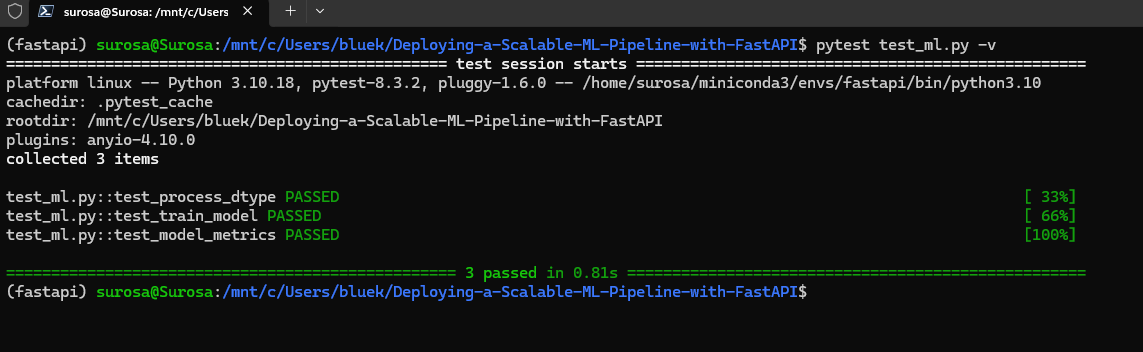 surosa@Surosa: /mnt/c/Users
(fastapi) surosa@Surosa:/mnt/c/Users/bluek/Deploying-a-Scalable-ML-Pipeline-with-FastAPI$ pytest test_ml.py -v
================================================= test session starts ==================================================
platform linux -- Python 3.10.18, pytest-8.3.2, pluggy-1.6.0 -- /home/surosa/miniconda3/envs/fastapi/bin/python3.10
cachedir: .pytest_cache
rootdir: /mnt/c/Users/bluek/Deploying-a-Scalable-ML-Pipeline-with-FastAPI
plugins: anyio-4.10.0
collected 3 items
test_ml.py::test_process_dtype PASSED [ 33%]
test_ml.py::test_train_model PASSED [ 66%]
test_ml.py::test_model_metrics PASSED [100%]
================================================== 3 passed in 0.81s ===================================================
(fastapi) surosa@Surosa:/mnt/c/Users/bluek/Deploying-a-Scalable-ML-Pipeline-with-FastAPI$